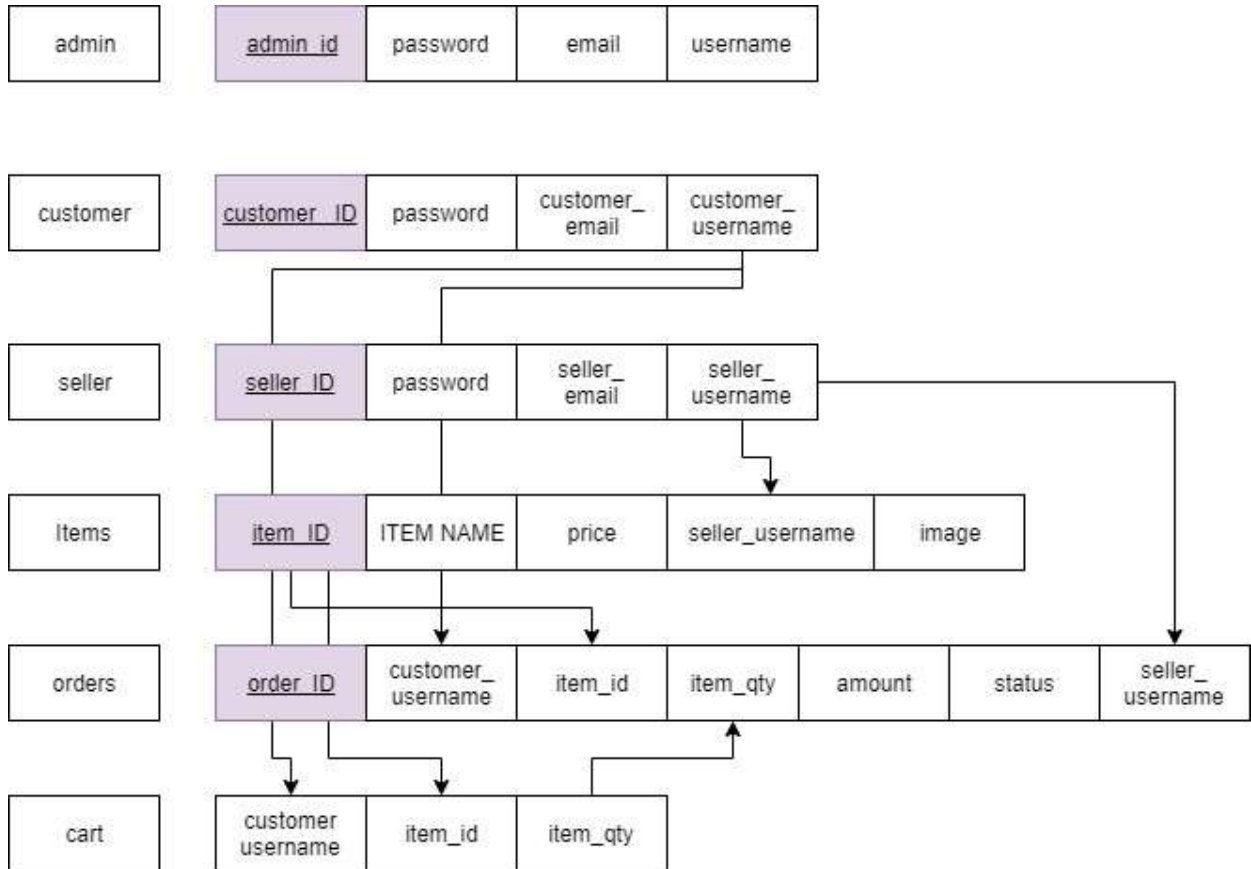 admin
admin_id
password
email
username
customer
customer_ID
password
customer_
email
customer_
username
seller
seller_ID
password
seller_
email
seller_
username
Items
item_ID
ITEM NAME
price
seller_username
image
orders
order_ID
customer_
username
item_id
item_qty
amount
status
seller_
username
cart
customer
username
item_id
item_qty